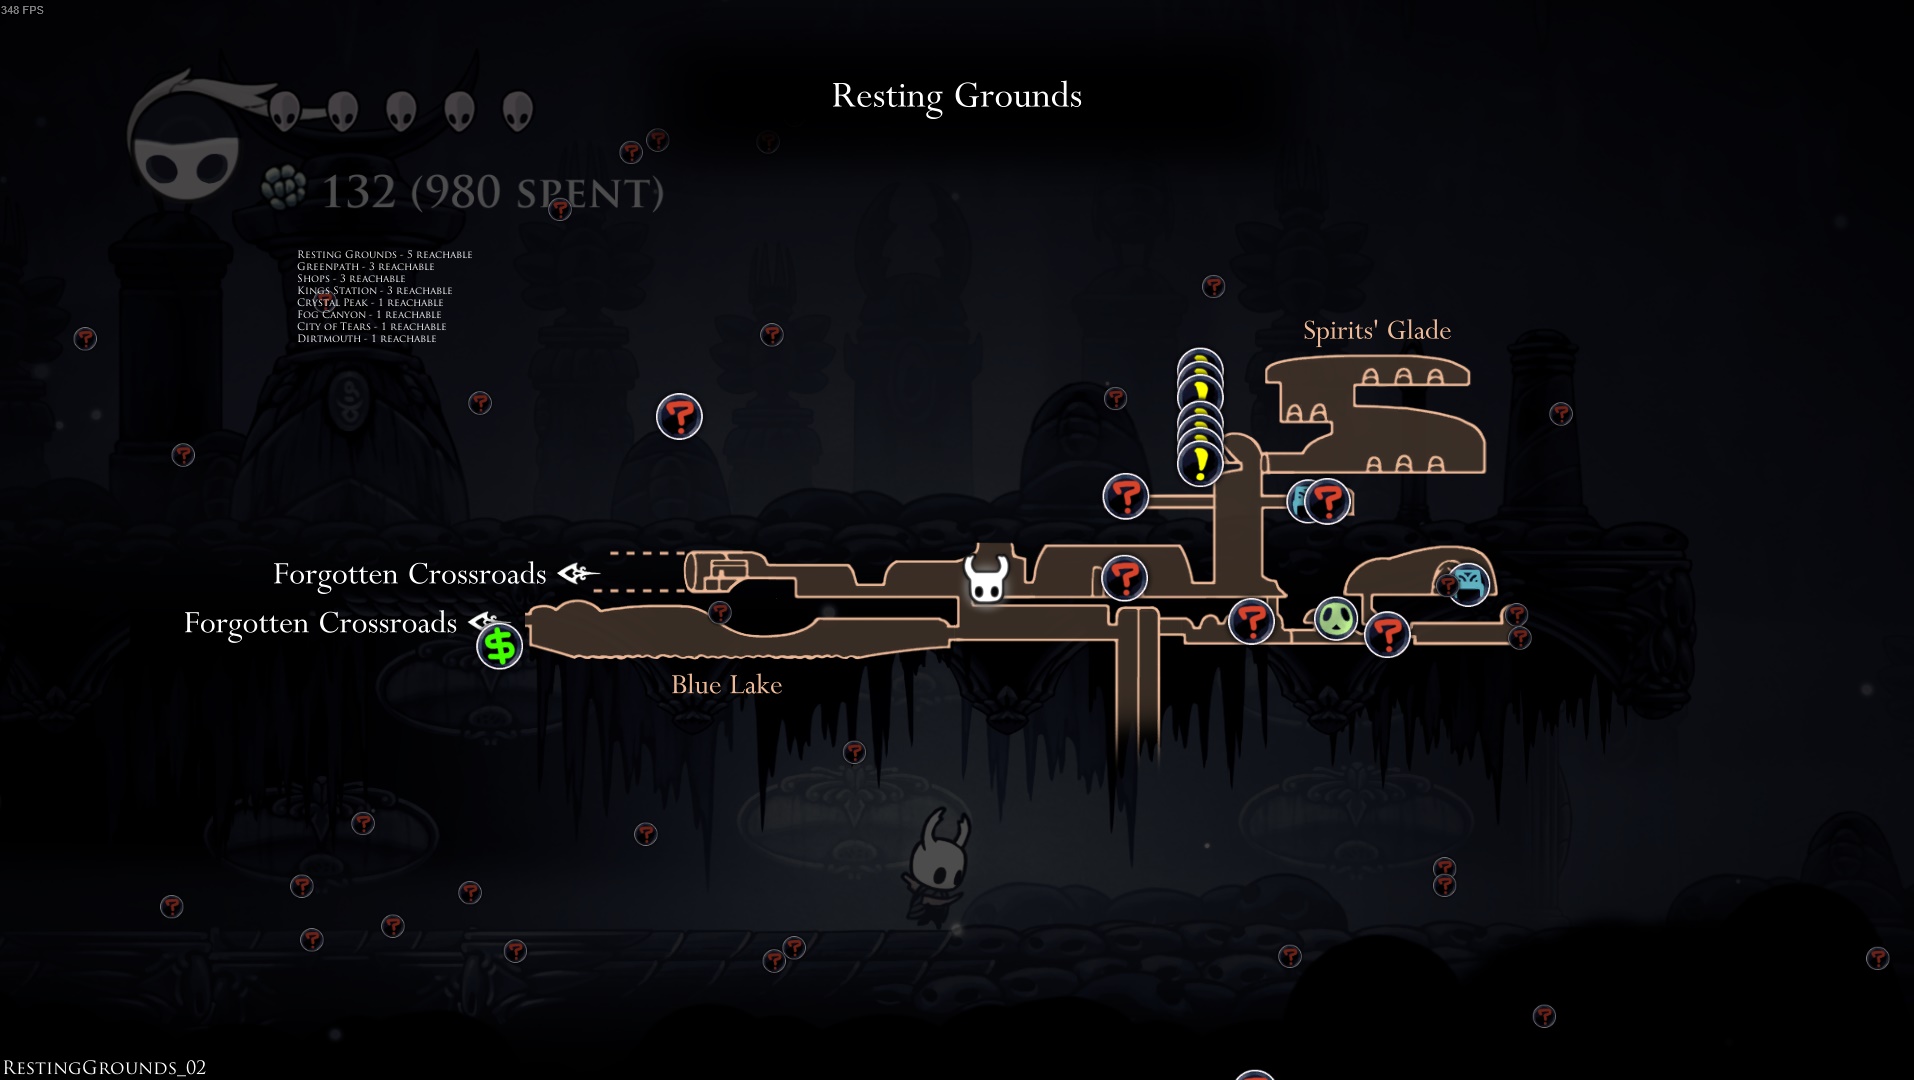 348 FPS
Resting Grounds
132 (980 SPENT)
RESTING GROUNDS - 5 REACHABLE
GREENPATH - 3 REACHABLE
SHOPS - 3 REACHABLE
KINGS STATION - 3 REACHABLE
CRYSTAL PEAK - 1 REACHABLE
FOG CANYON - 1 REACHABLE
CITY OF TEARS - 1 REACHABLE
DIRTMOUTH - 1 REACHABLE
Spirits' Glade
Forgotten Crossroads
Forgotten Crossroads
Blue Lake
RESTINGGROUNDS_02